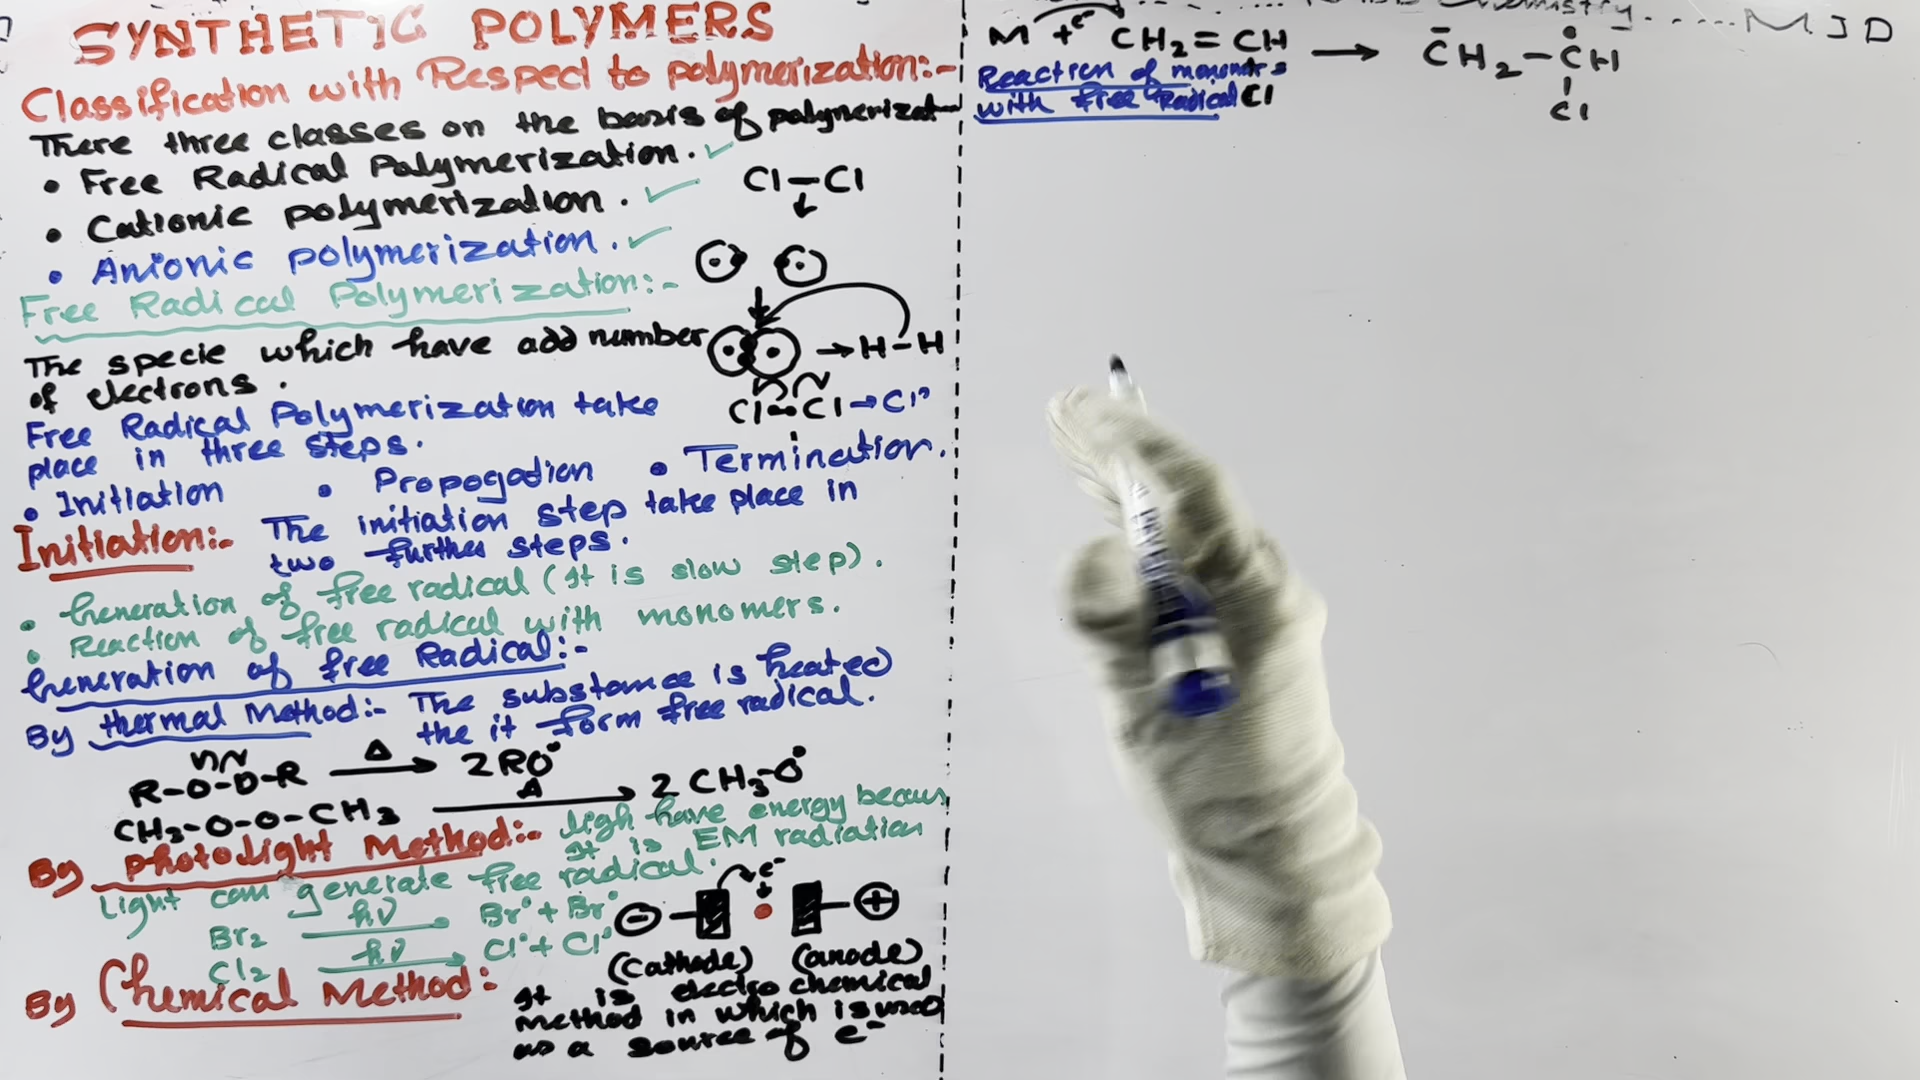 SYNTHETIC POLYMERS
Classification with Respect to polymerization:-
There three classes on the basis of polymerizat
• Free Radical Polymerization. ✓
• Cationic polymerization. ✓
• Anionic polymerization. ✓
Cl–Cl
Free Radical Polymerization:-
The specie which have add number
of electrons.
→ H–H
Cl Cl → Cl°
Free Radical Polymerization take
place in three steps.
• Initiation • Propogation • Termination.
Initiation:- The initiation step take place in
two further steps.
• Generation of free radical (It is slow step).
• Reaction of free radical with monomers.
Generation of free Radical:-
By thermal Method:- The substance is heated
the it form free radical.
R-O-O-R Δ→ 2RO•
CH3-O-O-CH3 Δ→ 2CH3-O•
By Photolight Method:- ligh have energy becaus
It is EM radiation
Light can generate free radical.
Br2 hν→ Br• + Br•
Cl2 hν→ Cl• + Cl•
By Chemical Method:-
e-
− +
(Cathode) (anode)
It is electro chemical
Method in which is used
as a source of e-
Chemistry......MJD
M + e- CH2=CH → C̄H2–ĊH
Cl Cl
Reaction of monomers
with free Radical